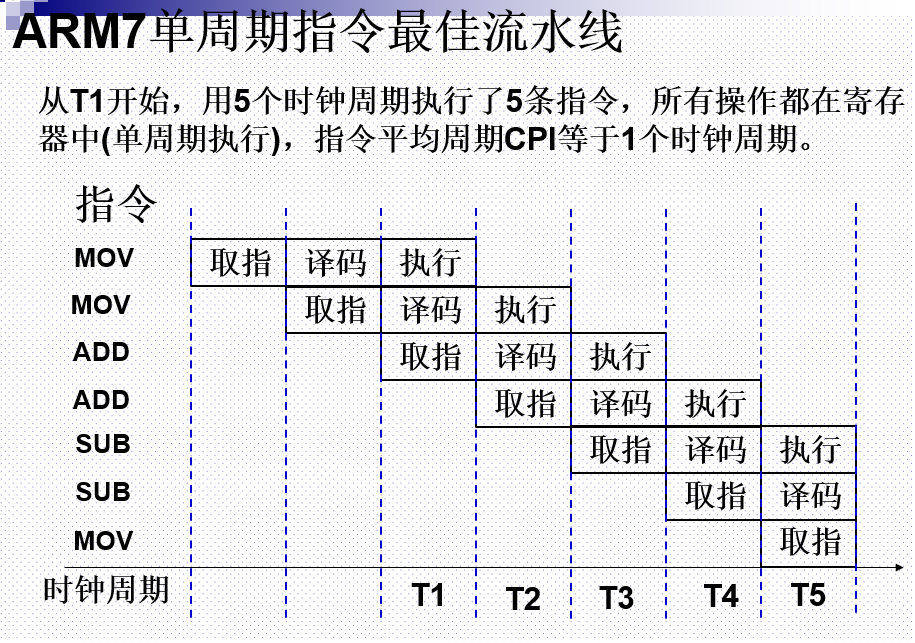 ARM7单周期指令最佳流水线
从T1开始，用5个时钟周期执行了5条指令，所有操作都在寄存
器中(单周期执行)，指令平均周期CPI等于1个时钟周期。
指令
MOV 取指 译码 执行
MOV 取指 译码 执行
ADD 取指 译码 执行
ADD 取指 译码 执行
SUB 取指 译码 执行
SUB 取指 译码
MOV 取指
时钟周期 T1 T2 T3 T4 T5